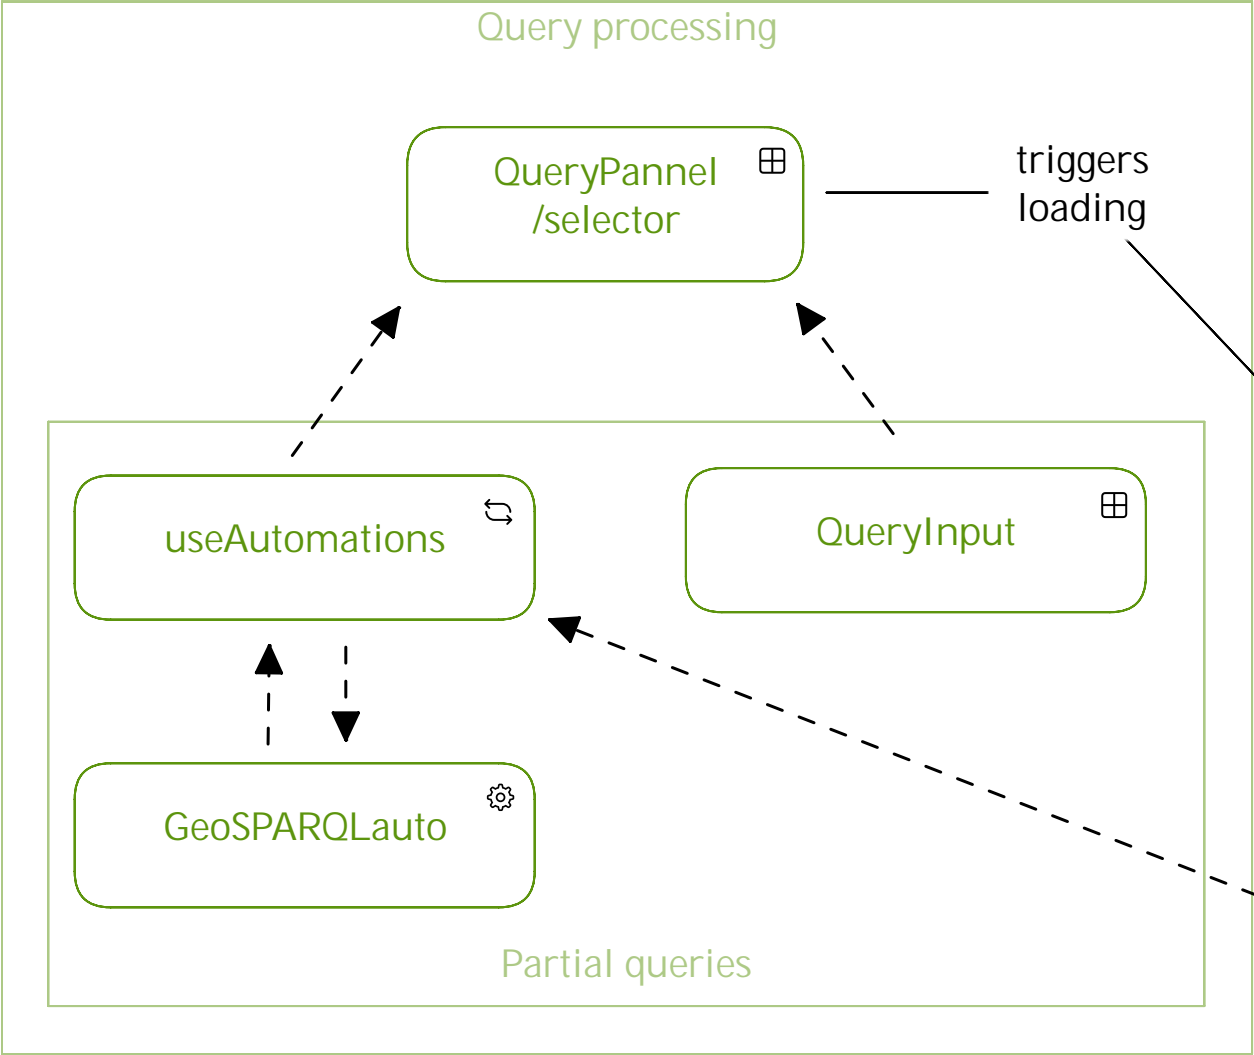 Query processing
QueryPannel
/selector
triggers
loading
useAutomations
QueryInput
GeoSPARQLauto
Partial queries